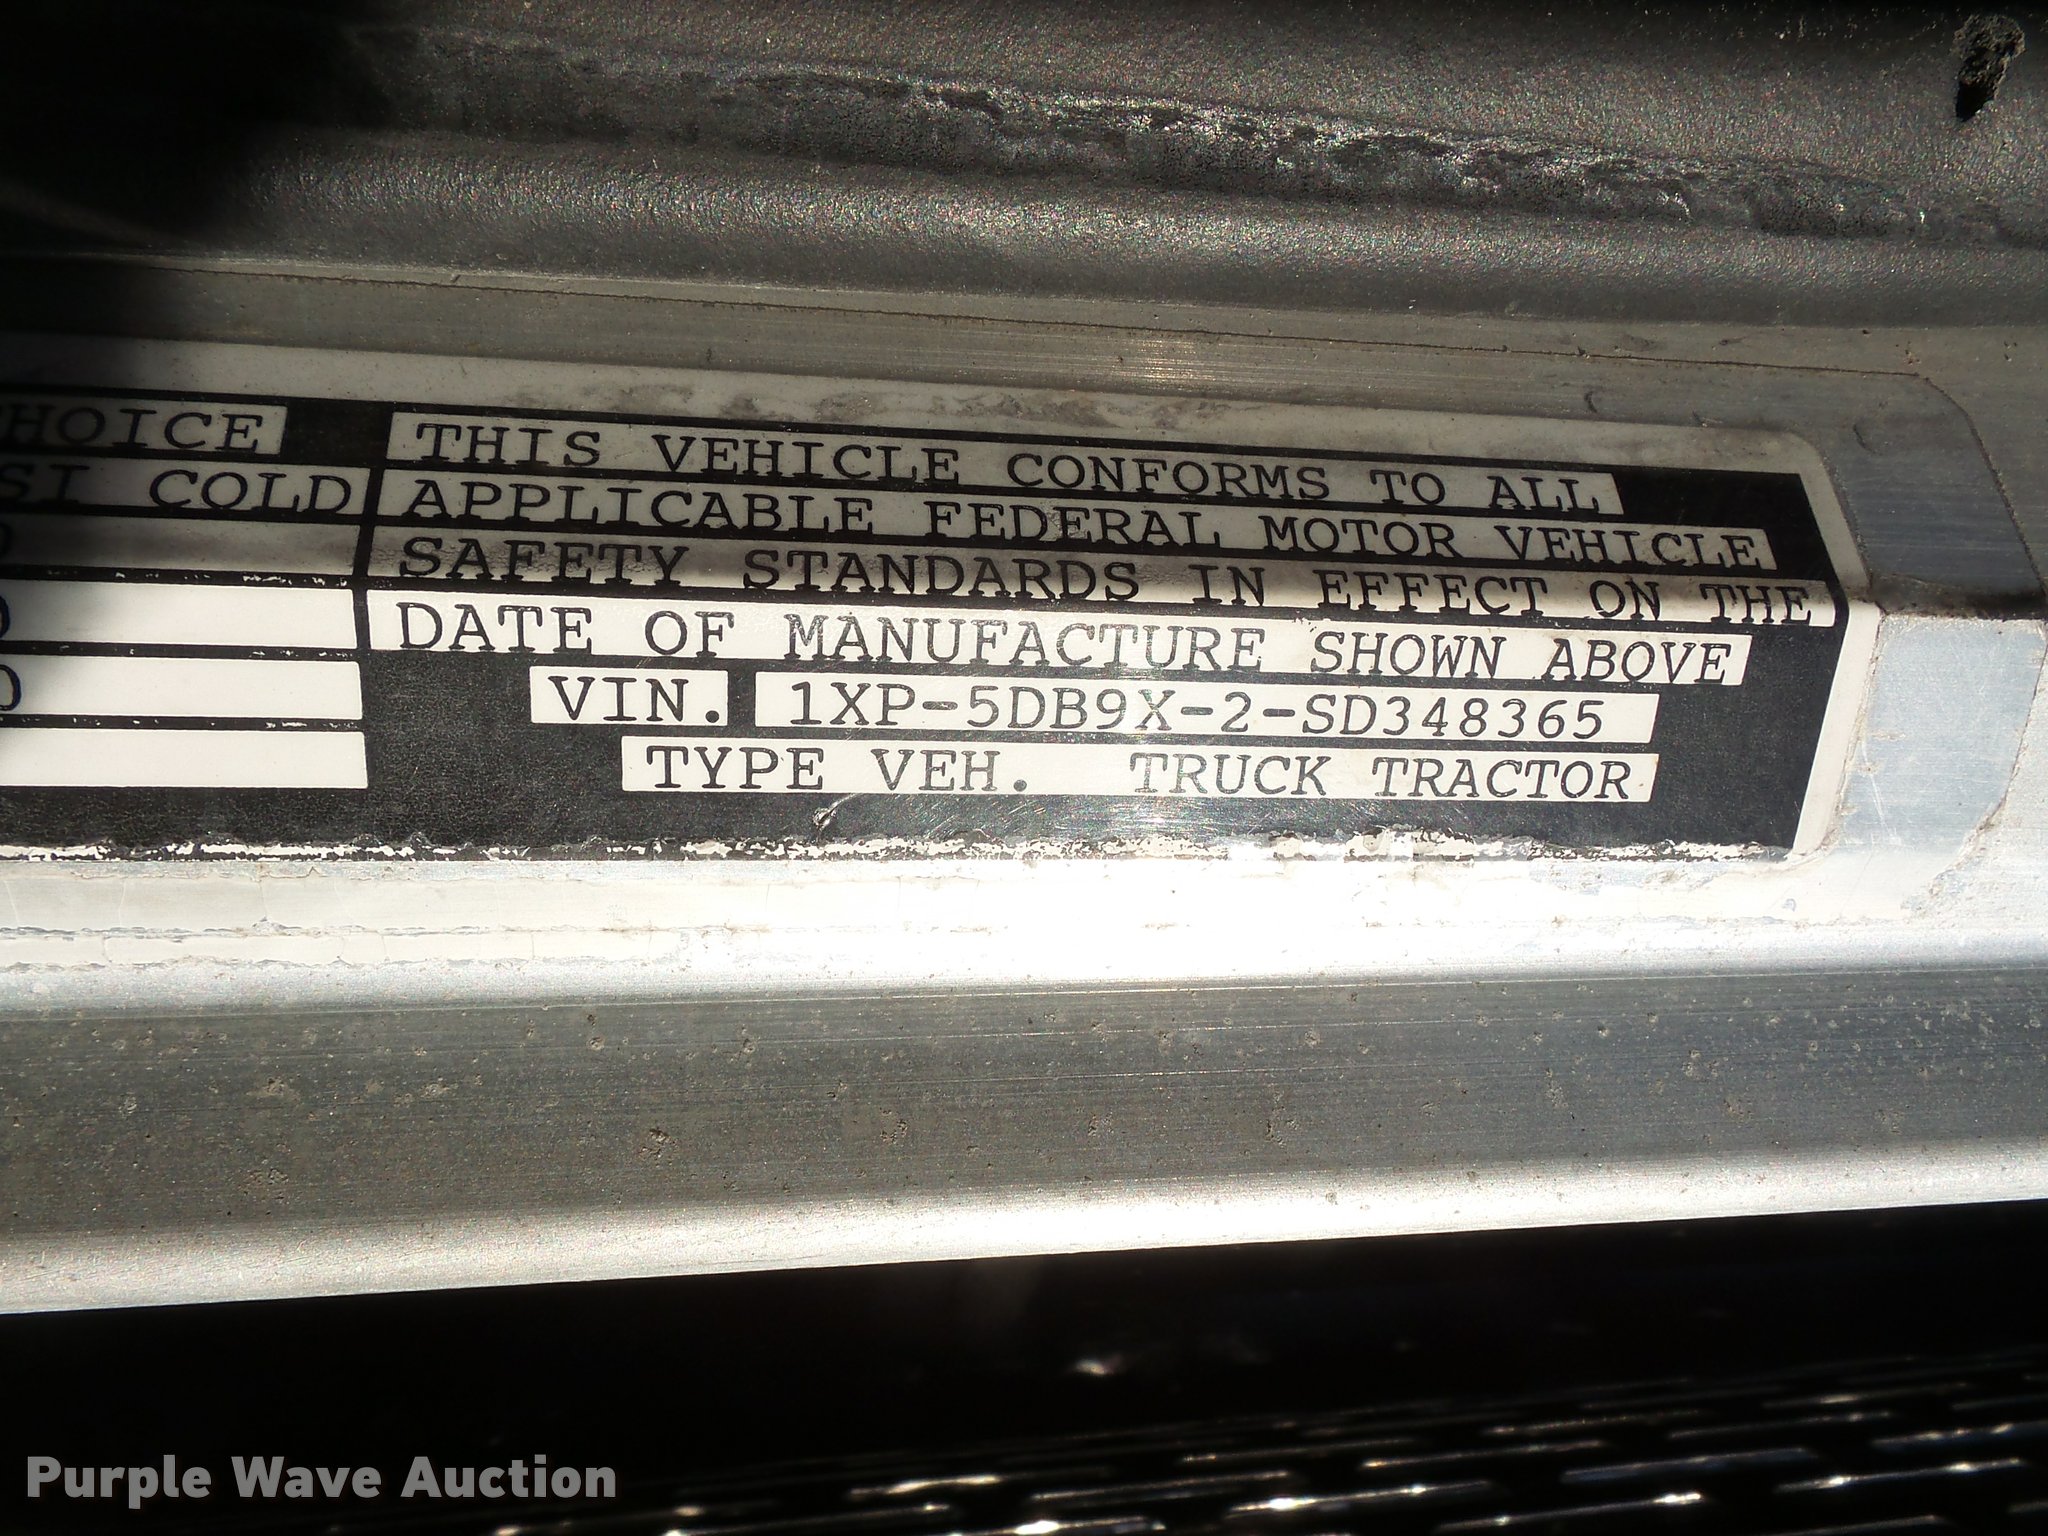 HOICE
SI COLD
THIS VEHICLE CONFORMS TO ALL
APPLICABLE FEDERAL MOTOR VEHICLE
SAFETY STANDARDS IN EFFECT ON THE
DATE OF MANUFACTURE SHOWN ABOVE
VIN. 1XP-5DB9X-2-SD348365
TYPE VEH. TRUCK TRACTOR
Purple Wave Auction